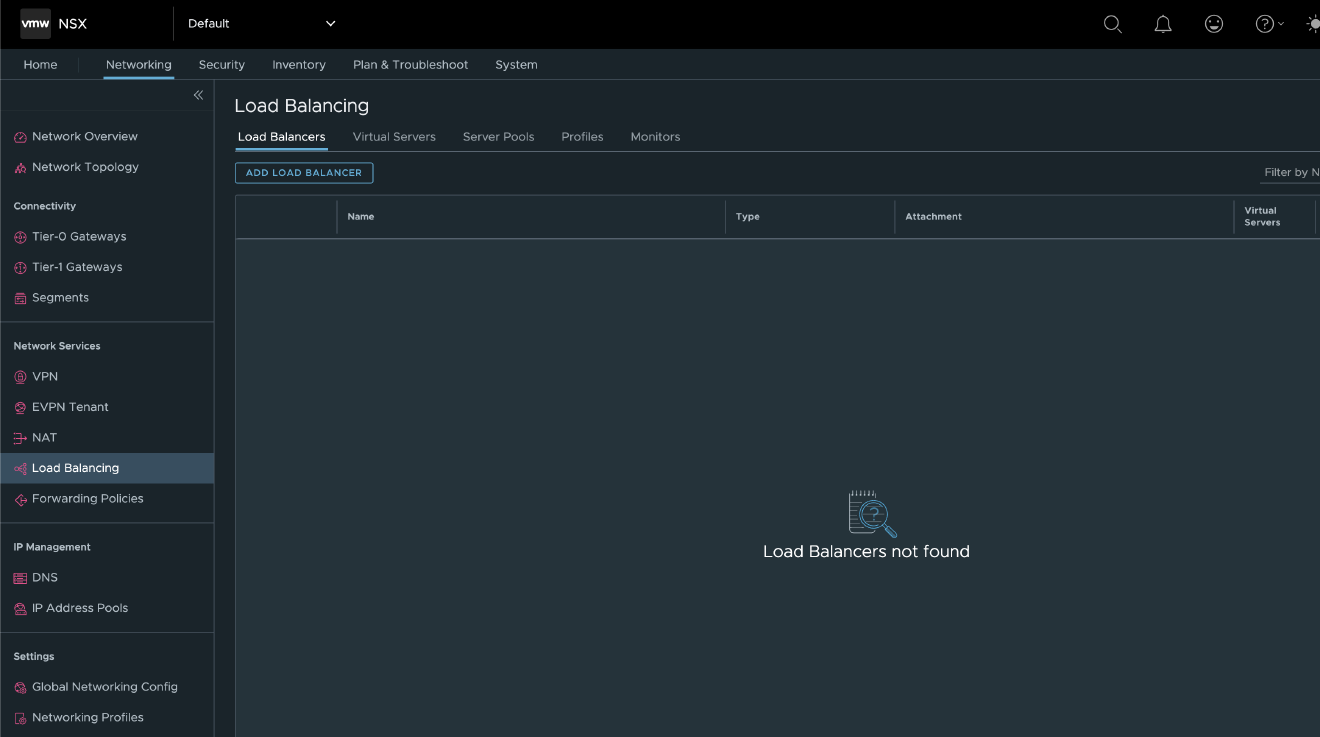 vmw NSX
Default
Home
Networking
Security
Inventory
Plan & Troubleshoot
System
Network Overview
Network Topology
Connectivity
Tier-0 Gateways
Tier-1 Gateways
Segments
Network Services
VPN
EVPN Tenant
NAT
Load Balancing
Forwarding Policies
IP Management
DNS
IP Address Pools
Settings
Global Networking Config
Networking Profiles
Load Balancing
Load Balancers
Virtual Servers
Server Pools
Profiles
Monitors
ADD LOAD BALANCER
Filter by N
Name
Type
Attachment
Virtual
Servers
Load Balancers not found